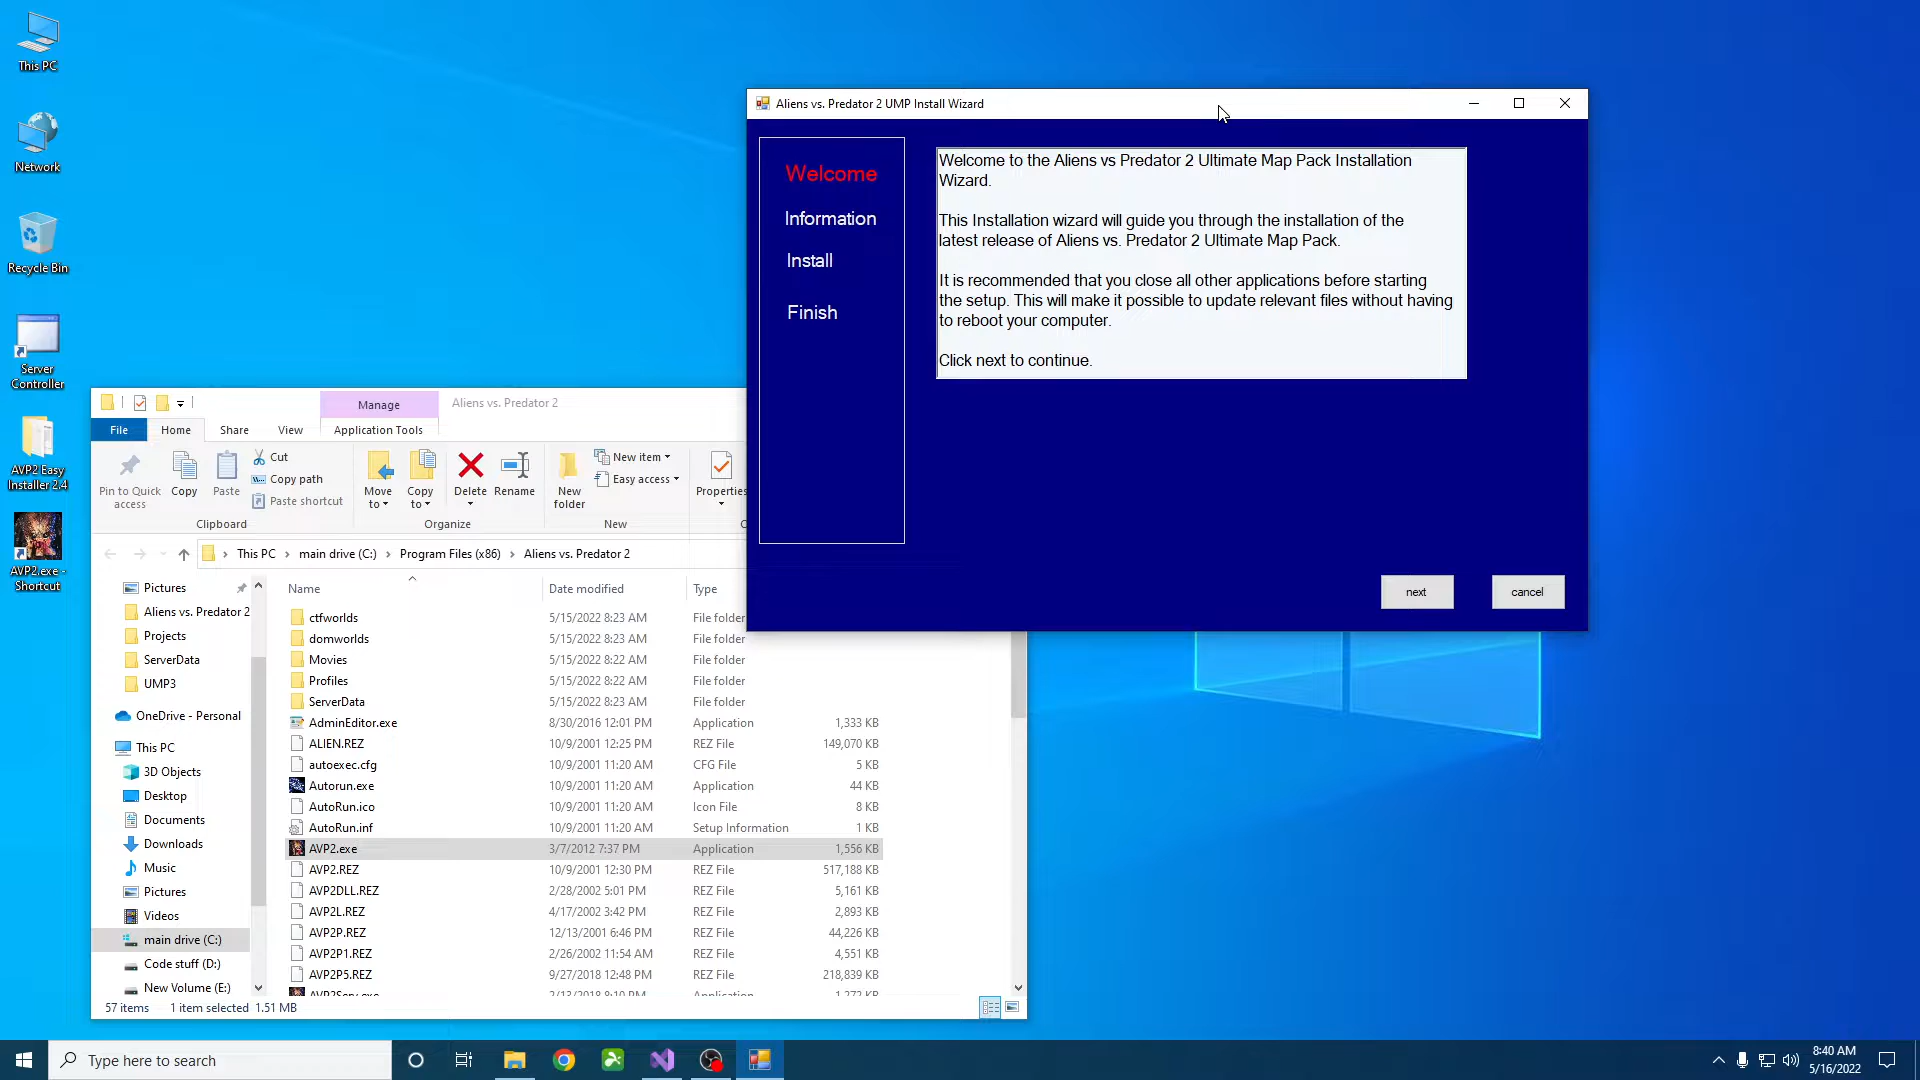 This PC
Network
Recycle Bin
Server
Controller
AVP2 Easy
Installer 2.4
AVP2.exe -
Shortcut
Aliens vs. Predator 2 UMP Install Wizard
Welcome
Information
Install
Finish
Welcome to the Aliens vs Predator 2 Ultimate Map Pack Installation
Wizard.
This Installation wizard will guide you through the installation of the
latest release of Aliens vs. Predator 2 Ultimate Map Pack.
It is recommended that you close all other applications before starting
the setup. This will make it possible to update relevant files without having
to reboot your computer.
Click next to continue.
next
cancel
Manage
Aliens vs. Predator 2
File
Home
Share
View
Application Tools
Pin to Quick
access
Copy
Paste
Cut
Copy path
Paste shortcut
Clipboard
Move
to
Copy
to
Delete
Rename
Organize
New
folder
New item
Easy access
New
Properties
This PC
main drive (C:)
Program Files (x86)
Aliens vs. Predator 2
Pictures
Aliens vs. Predator 2
Projects
ServerData
UMP3
OneDrive - Personal
This PC
3D Objects
Desktop
Documents
Downloads
Music
Pictures
Videos
main drive (C:)
Code stuff (D:)
New Volume (E:)
Name Date modified Type
ctfworlds 5/15/2022 8:23 AM File folder
domworlds 5/15/2022 8:23 AM File folder
Movies 5/15/2022 8:22 AM File folder
Profiles 5/15/2022 8:22 AM File folder
ServerData 5/15/2022 8:23 AM File folder
AdminEditor.exe 8/30/2016 12:01 PM Application 1,333 KB
ALIEN.REZ 10/9/2001 12:25 PM REZ File 149,070 KB
autoexec.cfg 10/9/2001 11:20 AM CFG File 5 KB
Autorun.exe 10/9/2001 11:20 AM Application 44 KB
AutoRun.ico 10/9/2001 11:20 AM Icon File 8 KB
AutoRun.inf 10/9/2001 11:20 AM Setup Information 1 KB
AVP2.exe 3/7/2012 7:37 PM Application 1,556 KB
AVP2.REZ 10/9/2001 12:30 PM REZ File 517,188 KB
AVP2DLL.REZ 2/28/2002 5:01 PM REZ File 5,161 KB
AVP2L.REZ 4/17/2002 3:42 PM REZ File 2,893 KB
AVP2P.REZ 12/13/2001 6:46 PM REZ File 44,226 KB
AVP2P1.REZ 2/26/2002 11:54 AM REZ File 4,551 KB
AVP2P5.REZ 9/27/2018 12:48 PM REZ File 218,839 KB
AVP2Serv.exe 2/13/2018 8:10 PM Application 1,272 KB
57 items 1 item selected 1.51 MB
Type here to search
8:40 AM
5/16/2022